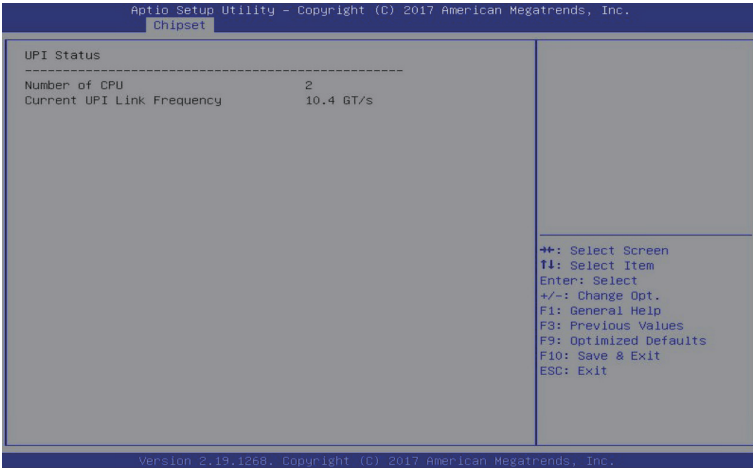 Aptio Setup Utility – Copyright (C) 2017 American Megatrends, Inc.
Chipset
UPI Status
--------------------------------------------------
Number of CPU 2
Current UPI Link Frequency 10.4 GT/s
→←: Select Screen
↑↓: Select Item
Enter: Select
+/-: Change Opt.
F1: General Help
F3: Previous Values
F9: Optimized Defaults
F10: Save & Exit
ESC: Exit
Version 2.19.1268. Copyright (C) 2017 American Megatrends, Inc.